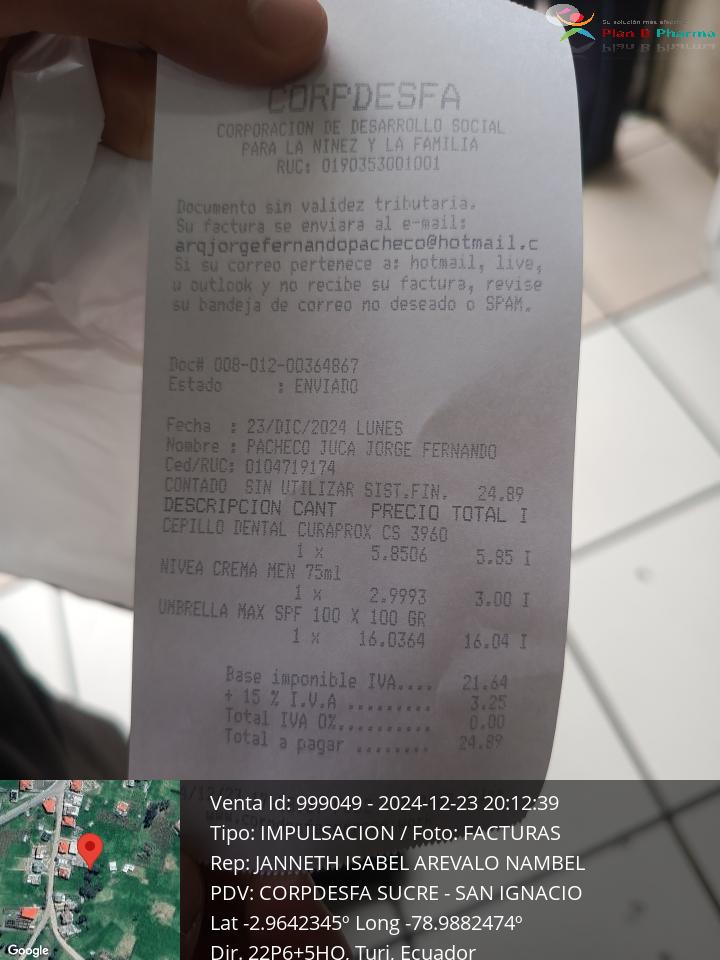 Su solución más efectiva
Plan B Pharma
CORPDESFA
CORPORACION DE DESARROLLO SOCIAL
PARA LA NINEZ Y LA FAMILIA
RUC: 0190353001001
Documento sin validez tributaria.
Su factura se enviara al e-mail:
arqjorgefernandopacheco@hotmail.c
Si su correo pertenece a: hotmail, live,
u outlook y no recibe su factura, revise
su bandeja de correo no deseado o SPAM.
Doc# 008-012-00364867
Estado : ENVIADO
Fecha : 23/DIC/2024 LUNES
Nombre : PACHECO JUCA JORGE FERNANDO
Ced/RUC: 0104719174
CONTADO SIN UTILIZAR SIST.FIN. 24.89
DESCRIPCION CANT PRECIO TOTAL I
CEPILLO DENTAL CURAPROX CS 3960
1 x 5.8506 5.85 I
NIVEA CREMA MEN 75ml
1 x 2.9993 3.00 I
UMBRELLA MAX SPF 100 X 100 GR
1 x 16.0364 16.04 I
Base imponible IVA.... 21.64
+ 15 % I.V.A ......... 3.25
Total IVA 0%.......... 0.00
Total a pagar ........ 24.89
Venta Id: 999049 - 2024-12-23 20:12:39
Tipo: IMPULSACION / Foto: FACTURAS
Rep: JANNETH ISABEL AREVALO NAMBEL
PDV: CORPDESFA SUCRE - SAN IGNACIO
Lat -2.9642345º Long -78.9882474º
Dir. 22P6+5HQ, Turi, Ecuador
Google